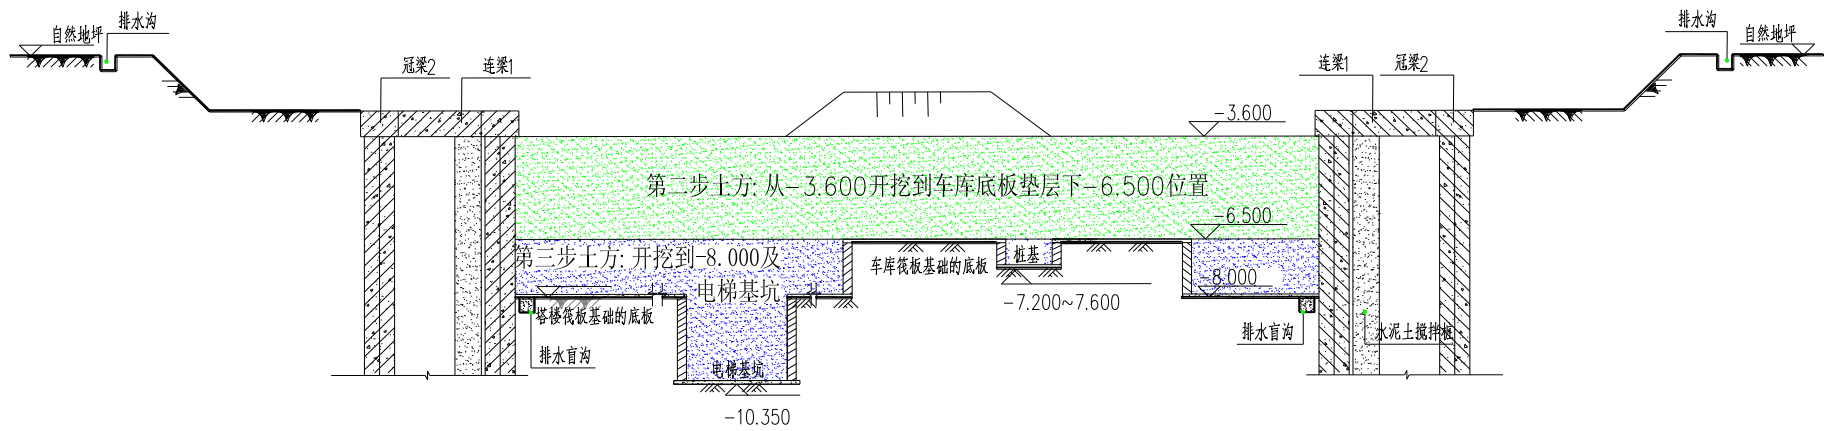 排水沟
排水沟
自然地坪
自然地坪
冠梁2
连梁1
连梁1
冠梁2
-3.600
第二步土方:从-3.600开挖到车库底板垫层下-6.500位置
-6.500
第三步土方:开挖到-8.000及
电梯基坑
桩基
车库筏板基础的底板
-8.000
-7.200~7.600
塔楼筏板基础的底板
排水盲沟
排水盲沟
水泥土搅拌桩
电梯基坑
-10.350